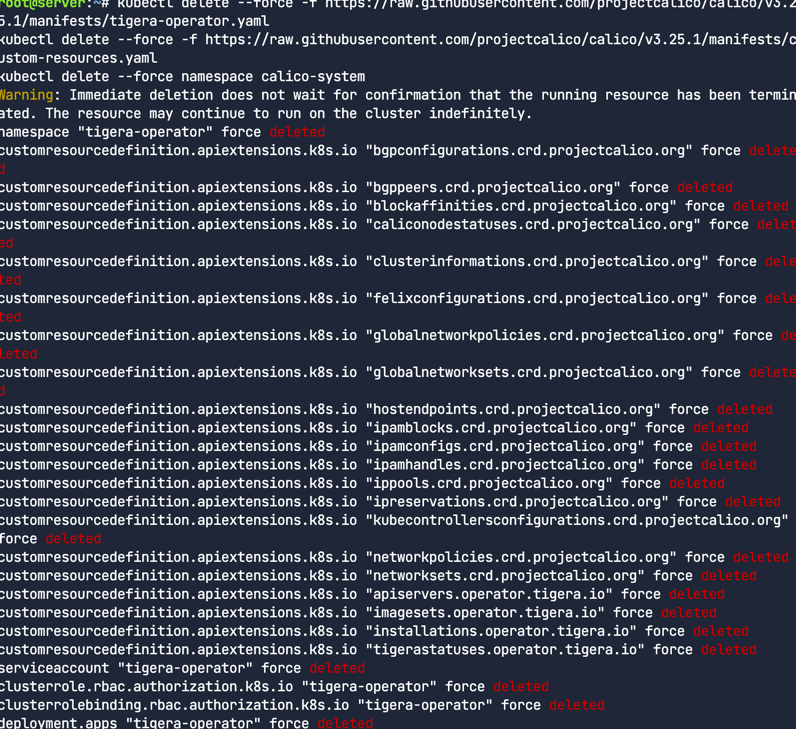 root@server:~# kubectl delete --force -f https://raw.githubusercontent.com/projectcalico/calico/v3.2
5.1/manifests/tigera-operator.yaml
kubectl delete --force -f https://raw.githubusercontent.com/projectcalico/calico/v3.25.1/manifests/c
ustom-resources.yaml
kubectl delete --force namespace calico-system
Warning: Immediate deletion does not wait for confirmation that the running resource has been termin
ated. The resource may continue to run on the cluster indefinitely.
namespace "tigera-operator" force deleted
customresourcedefinition.apiextensions.k8s.io "bgpconfigurations.crd.projectcalico.org" force delete
d
customresourcedefinition.apiextensions.k8s.io "bgppeers.crd.projectcalico.org" force deleted
customresourcedefinition.apiextensions.k8s.io "blockaffinities.crd.projectcalico.org" force deleted
customresourcedefinition.apiextensions.k8s.io "caliconodestatuses.crd.projectcalico.org" force delet
ed
customresourcedefinition.apiextensions.k8s.io "clusterinformations.crd.projectcalico.org" force dele
ted
customresourcedefinition.apiextensions.k8s.io "felixconfigurations.crd.projectcalico.org" force dele
ted
customresourcedefinition.apiextensions.k8s.io "globalnetworkpolicies.crd.projectcalico.org" force de
leted
customresourcedefinition.apiextensions.k8s.io "globalnetworksets.crd.projectcalico.org" force delete
d
customresourcedefinition.apiextensions.k8s.io "hostendpoints.crd.projectcalico.org" force deleted
customresourcedefinition.apiextensions.k8s.io "ipamblocks.crd.projectcalico.org" force deleted
customresourcedefinition.apiextensions.k8s.io "ipamconfigs.crd.projectcalico.org" force deleted
customresourcedefinition.apiextensions.k8s.io "ipamhandles.crd.projectcalico.org" force deleted
customresourcedefinition.apiextensions.k8s.io "ippools.crd.projectcalico.org" force deleted
customresourcedefinition.apiextensions.k8s.io "ipreservations.crd.projectcalico.org" force deleted
customresourcedefinition.apiextensions.k8s.io "kubecontrollersconfigurations.crd.projectcalico.org"
force deleted
customresourcedefinition.apiextensions.k8s.io "networkpolicies.crd.projectcalico.org" force deleted
customresourcedefinition.apiextensions.k8s.io "networksets.crd.projectcalico.org" force deleted
customresourcedefinition.apiextensions.k8s.io "apiservers.operator.tigera.io" force deleted
customresourcedefinition.apiextensions.k8s.io "imagesets.operator.tigera.io" force deleted
customresourcedefinition.apiextensions.k8s.io "installations.operator.tigera.io" force deleted
customresourcedefinition.apiextensions.k8s.io "tigerastatuses.operator.tigera.io" force deleted
serviceaccount "tigera-operator" force deleted
clusterrole.rbac.authorization.k8s.io "tigera-operator" force deleted
clusterrolebinding.rbac.authorization.k8s.io "tigera-operator" force deleted
deployment.apps "tigera-operator" force deleted